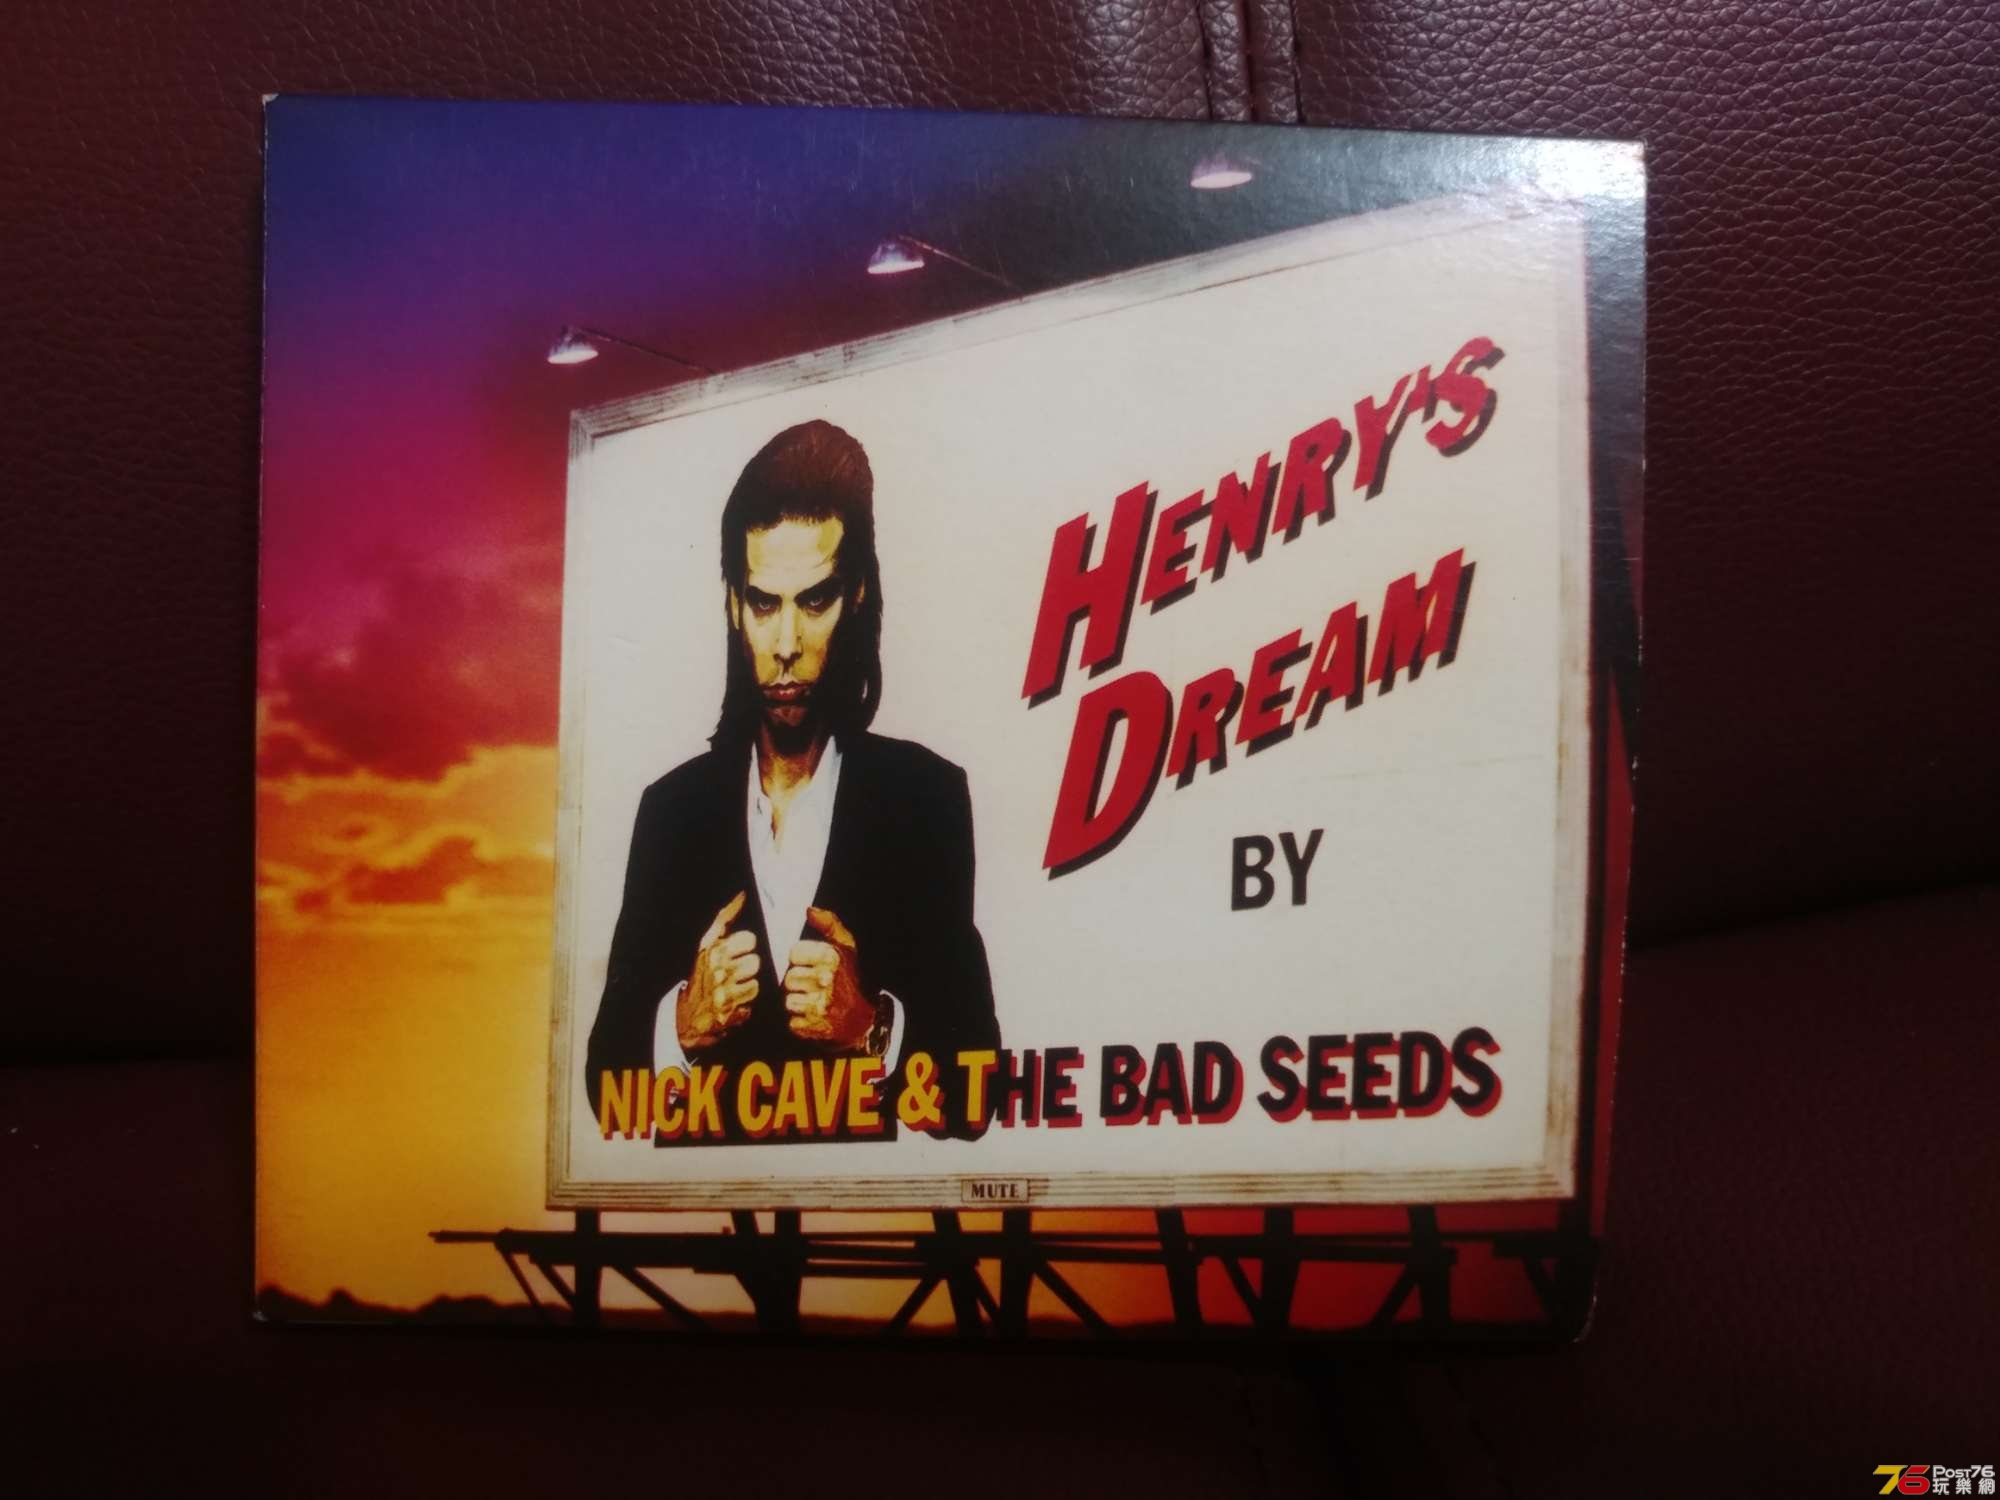 HENRY'S
DREAM
BY
NICK CAVE & THE BAD SEEDS
MUTE
76 POST76
玩樂網